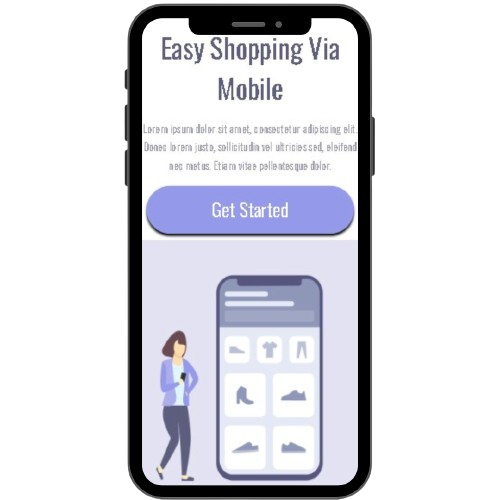 Easy Shopping Via
Mobile
Lorem ipsum dolor sit amet, consectetur adipiscing elit.
Donec lorem justo, sollicitudin vel ultricies sed, eleifend
nec metus. Etiam vitae pellentesque dolor.
Get Started